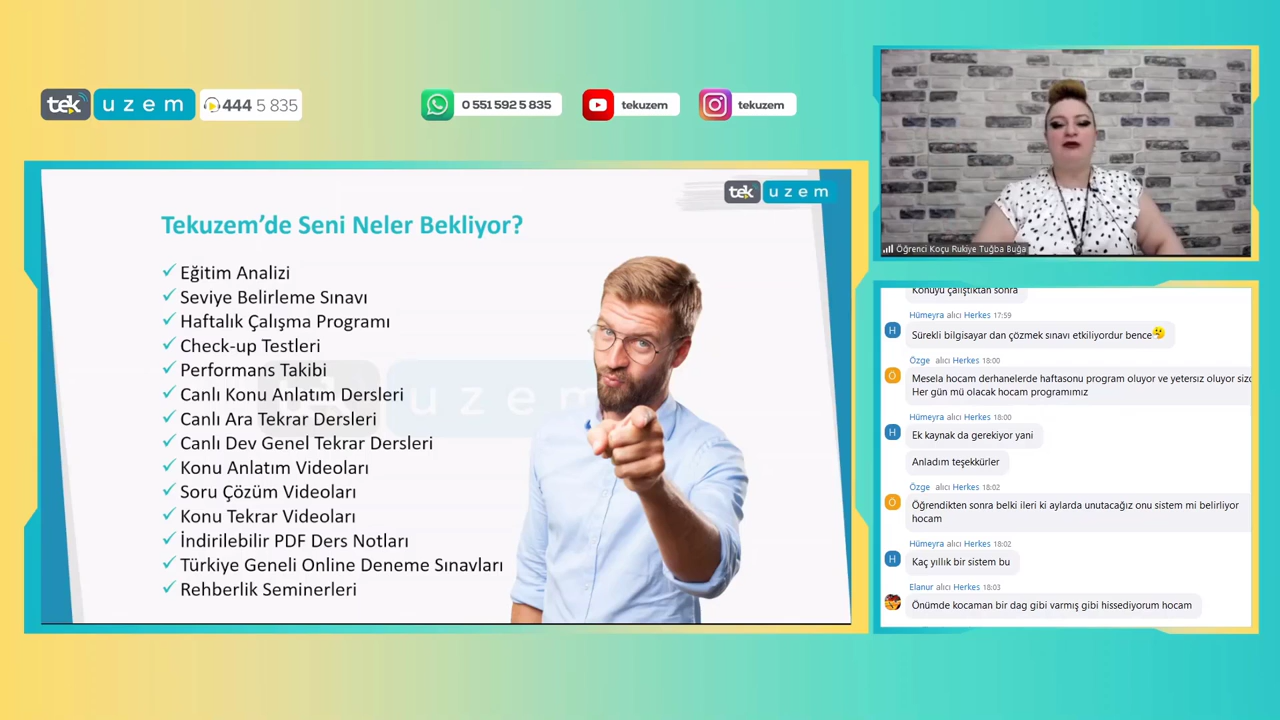 tek uzem 444 5 835
0 551 592 5 835
tekuzem
tekuzem
tek uzem
Tekuzem’de Seni Neler Bekliyor?
✓ Eğitim Analizi
✓ Seviye Belirleme Sınavı
✓ Haftalık Çalışma Programı
✓ Check-up Testleri
✓ Performans Takibi
✓ Canlı Konu Anlatım Dersleri
✓ Canlı Ara Tekrar Dersleri
✓ Canlı Dev Genel Tekrar Dersleri
✓ Konu Anlatım Videoları
✓ Soru Çözüm Videoları
✓ Konu Tekrar Videoları
✓ İndirilebilir PDF Ders Notları
✓ Türkiye Geneli Online Deneme Sınavları
✓ Rehberlik Seminerleri
uzem
Öğrenci Koçu Rukiye Tuğba Buğa
Konuyu çalıştıktan sonra
Hümeyra alıcı Herkes 17:59
H
Sürekli bilgisayar dan çözmek sınavı etkiliyordur bence🤔
Özge alıcı Herkes 18:00
Ö
Mesela hocam derhanelerde haftasonu program oluyor ve yetersız oluyor
Her gün mü olacak hocam programımız
Hümeyra alıcı Herkes 18:00
H
Ek kaynak da gerekiyor yani
Anladım teşekkürler
Özge alıcı Herkes 18:02
Ö
Öğrendikten sonra belki ileri ki aylarda unutacağız onu sistem mi belirliyor
hocam
Hümeyra alıcı Herkes 18:02
H
Kaç yıllık bir sistem bu
Elanur alıcı Herkes 18:03
Önümde kocaman bir dag gibi varmış gibi hissediyorum hocam